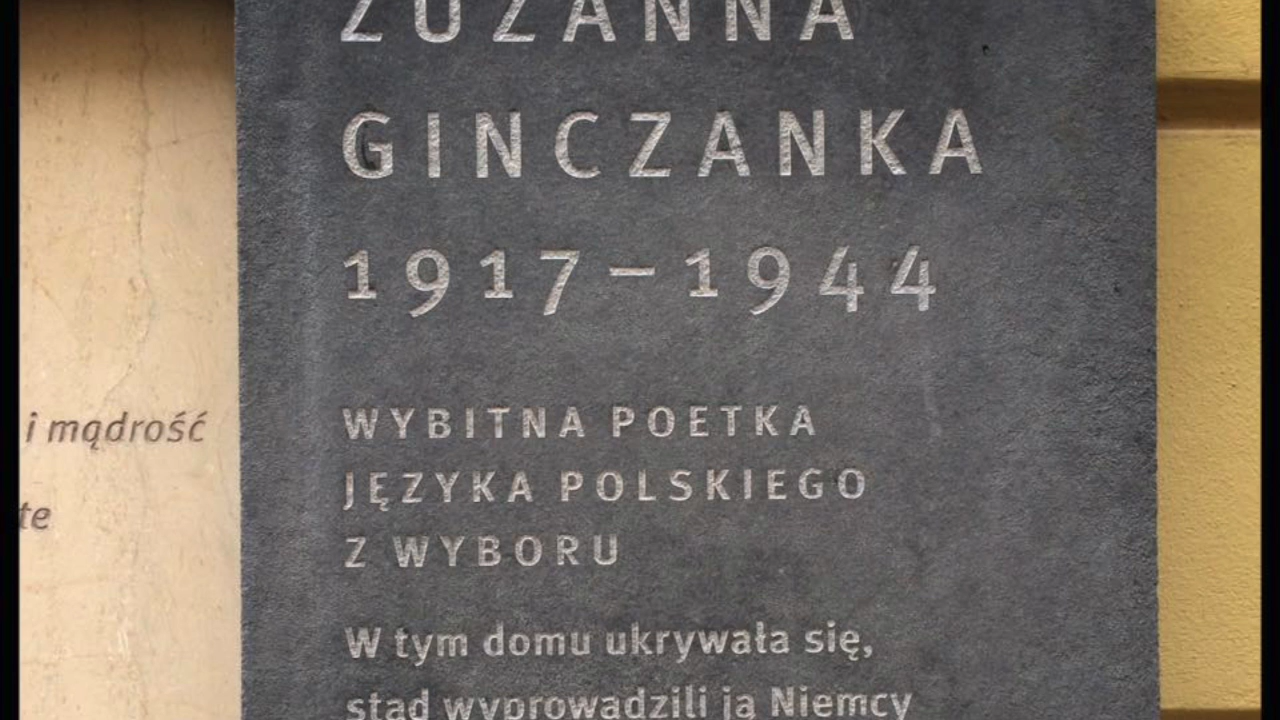 i mądrość
te
ZUZANNA
GINCZANKA
1917–1944
WYBITNA POETKA
JĘZYKA POLSKIEGO
Z WYBORU
W tym domu ukrywała się,
stąd wyprowadzili ją Niemcy